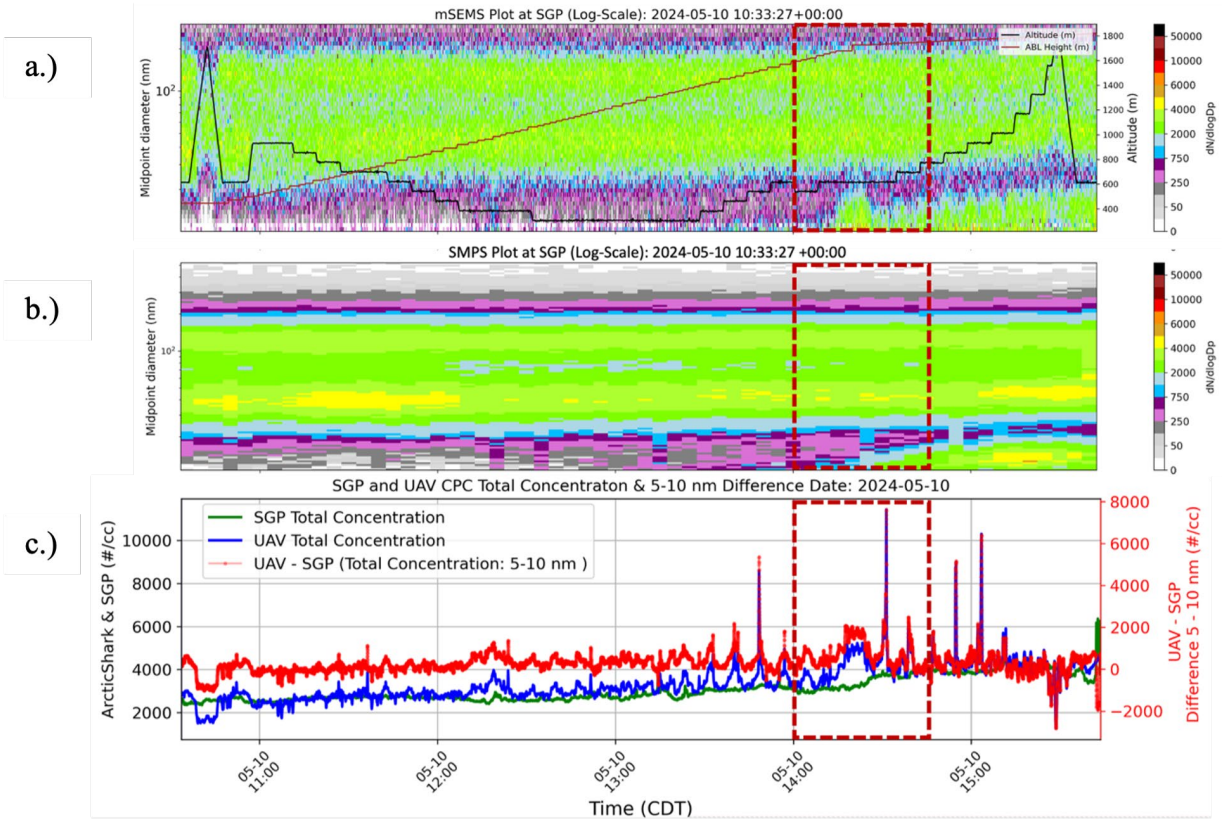 a.)
mSEMS Plot at SGP (Log-Scale): 2024-05-10 10:33:27+00:00
Midpoint diameter (nm)
10²
Altitude (m)
ABL Height (m)
1800
1600
1400
1200
1000
800
600
400
Altitude (m)
50000
10000
6000
4000
2000
750
250
50
0
dN/dlogDp
b.)
SMPS Plot at SGP (Log-Scale): 2024-05-10 10:33:27 +00:00
Midpoint diameter (nm)
10²
50000
10000
6000
4000
2000
750
250
50
0
dN/dlogDp
c.)
SGP and UAV CPC Total Concentraton & 5-10 nm Difference Date: 2024-05-10
ArcticShark & SGP (#/cc)
10000
8000
6000
4000
2000
SGP Total Concentration
UAV Total Concentration
UAV - SGP (Total Concentration: 5-10 nm )
8000
6000
4000
2000
0
−2000
UAV - SGP
Difference 5 - 10 nm (#/cc)
05-10
11:00
05-10
12:00
05-10
13:00
05-10
14:00
05-10
15:00
Time (CDT)